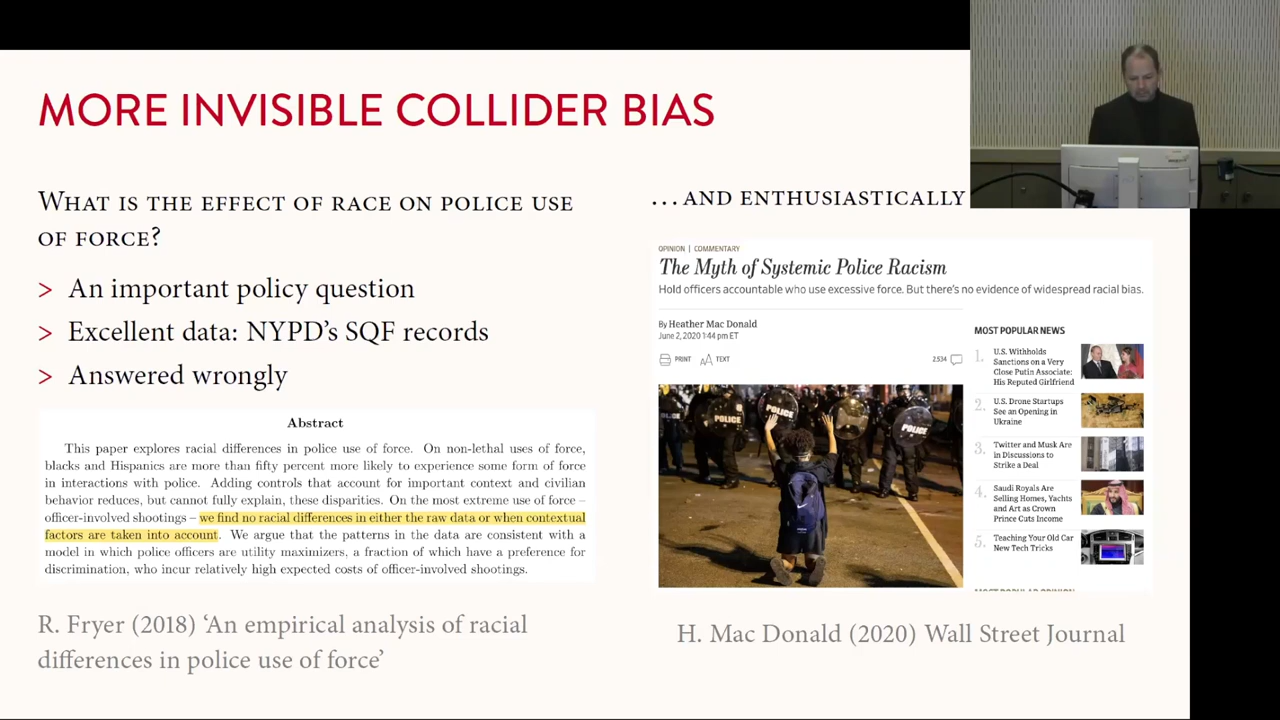 MORE INVISIBLE COLLIDER BIAS
WHAT IS THE EFFECT OF RACE ON POLICE USE
OF FORCE?
> An important policy question
> Excellent data: NYPD's SQF records
> Answered wrongly
Abstract
This paper explores racial differences in police use of force. On non-lethal uses of force,
blacks and Hispanics are more than fifty percent more likely to experience some form of force
in interactions with police. Adding controls that account for important context and civilian
behavior reduces, but cannot fully explain, these disparities. On the most extreme use of force –
officer-involved shootings – we find no racial differences in either the raw data or when contextual
factors are taken into account. We argue that the patterns in the data are consistent with a
model in which police officers are utility maximizers, a fraction of which have a preference for
discrimination, who incur relatively high expected costs of officer-involved shootings.
R. Fryer (2018) ‘An empirical analysis of racial
differences in police use of force’
...AND ENTHUSIASTICALLY
OPINION | COMMENTARY
The Myth of Systemic Police Racism
Hold officers accountable who use excessive force. But there's no evidence of widespread racial bias.
By Heather Mac Donald
June 2, 2020 1:44 pm ET
PRINT AA TEXT
2534
POLICE
POLICE
POLICE
MOST POPULAR NEWS
1. U.S. Withholds
Sanctions on a Very
Close Putin Associate:
His Reputed Girlfriend
2. U.S. Drone Startups
See an Opening in
Ukraine
3. Twitter and Musk Are
in Discussions to
Strike a Deal
4. Saudi Royals Are
Selling Homes, Yachts
and Art as Crown
Prince Cuts Income
5. Teaching Your Old Car
New Tech Tricks
H. Mac Donald (2020) Wall Street Journal